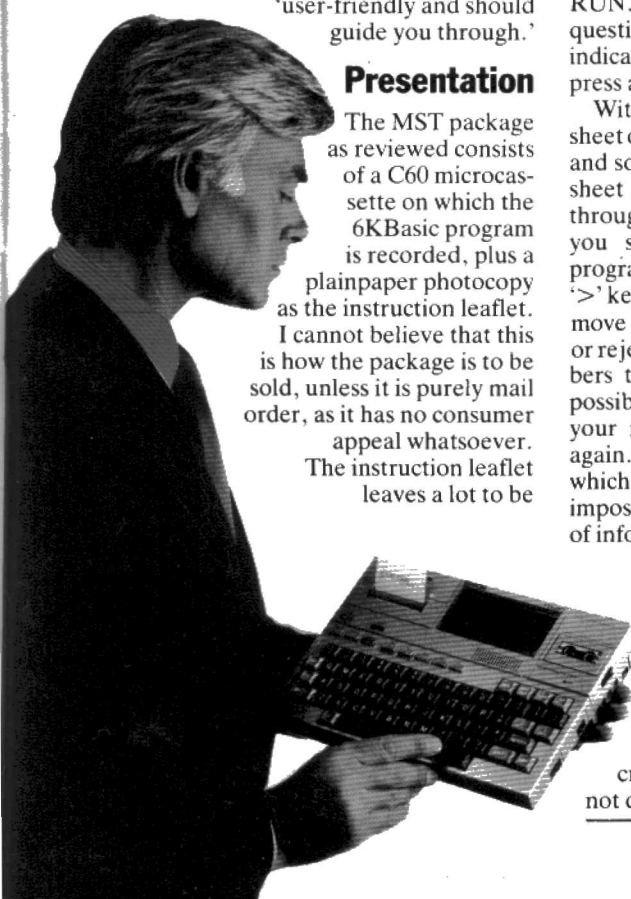 'user-friendly and should
guide you through.'
Presentation
The MST package
as reviewed consists
of a C60 microcas-
sette on which the
6KBasic program
is recorded, plus a
plainpaper photocopy
as the instruction leaflet.
I cannot believe that this
is how the package is to be
sold, unless it is purely mail
order, as it has no consumer
appeal whatsoever.
The instruction leaflet
leaves a lot to be
RUN.
questi
indica
press a
Wit
sheet c
and so
sheet
throug
you s
progra
'>' ke
move
or reje
bers t
possib
your
again.
which
impos
of info
cr
not c